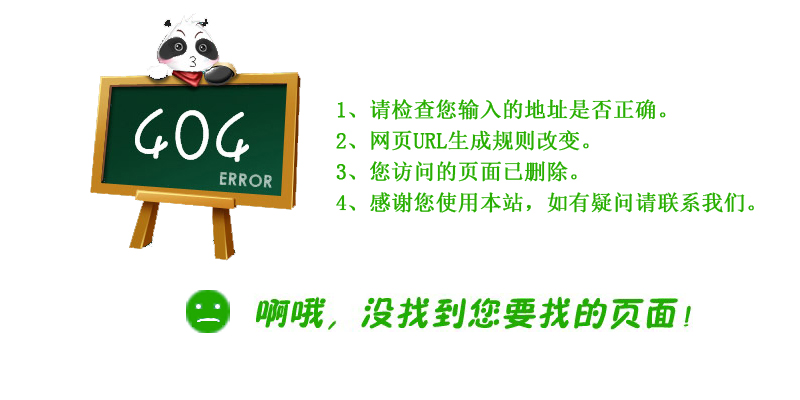 404
ERROR
1、请检查您输入的地址是否正确。
2、网页URL生成规则改变。
3、您访问的页面已删除。
4、感谢您使用本站，如有疑问请联系我们。
啊哦，没找到您要找的页面！